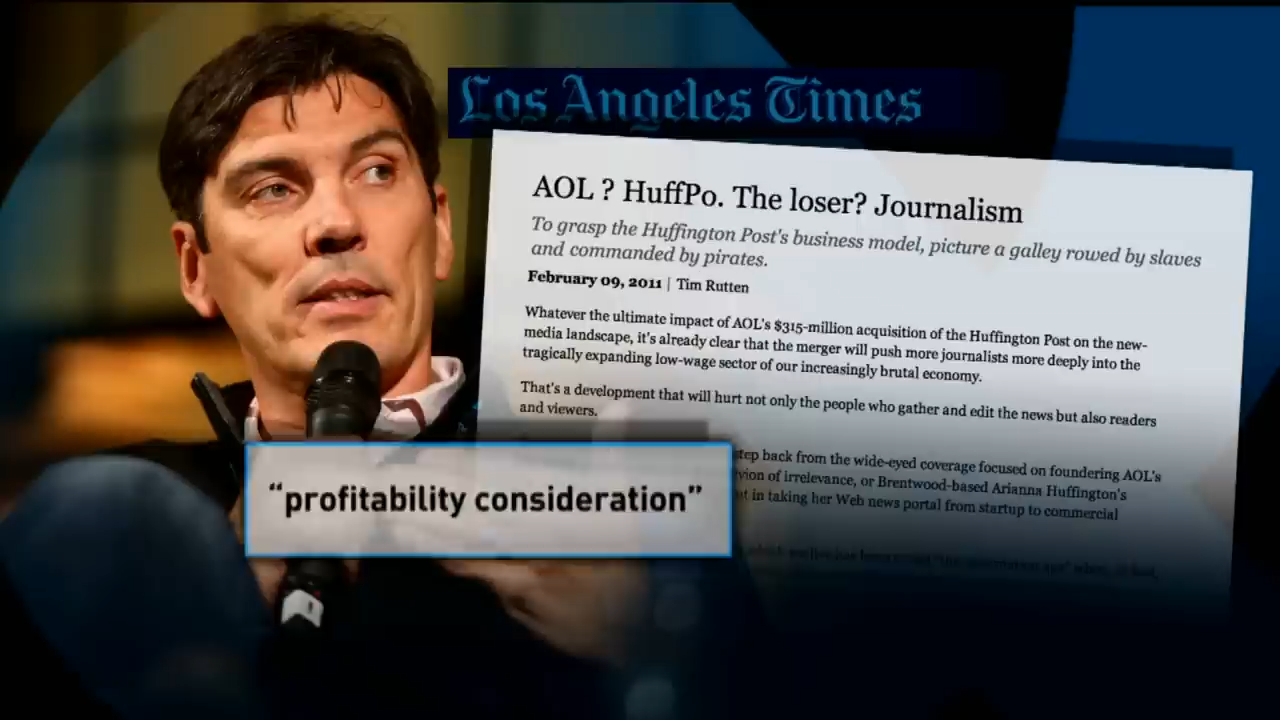 Los Angeles Times
AOL ? HuffPo. The loser? Journalism
To grasp the Huffington Post's business model, picture a galley rowed by slaves
and commanded by pirates.
February 09, 2011 | Tim Rutten
Whatever the ultimate impact of AOL's $315-million acquisition of the Huffington Post on the new-
media landscape, it's already clear that the merger will push more journalists more deeply into the
tragically expanding low-wage sector of our increasingly brutal economy.
That's a development that will hurt not only the people who gather and edit the news but also readers
and viewers.
step back from the wide-eyed coverage focused on foundering AOL's
of irrelevance, or Brentwood-based Arianna Huffington's
in taking her Web news portal from startup to commercial
“profitability consideration”